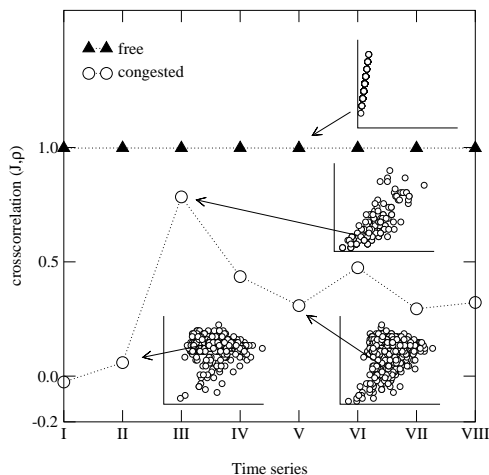 free
congested
1.0
0.5
0.0
-0.2
crosscorrelation (J,ρ)
I II III IV V VI VII VIII
Time series